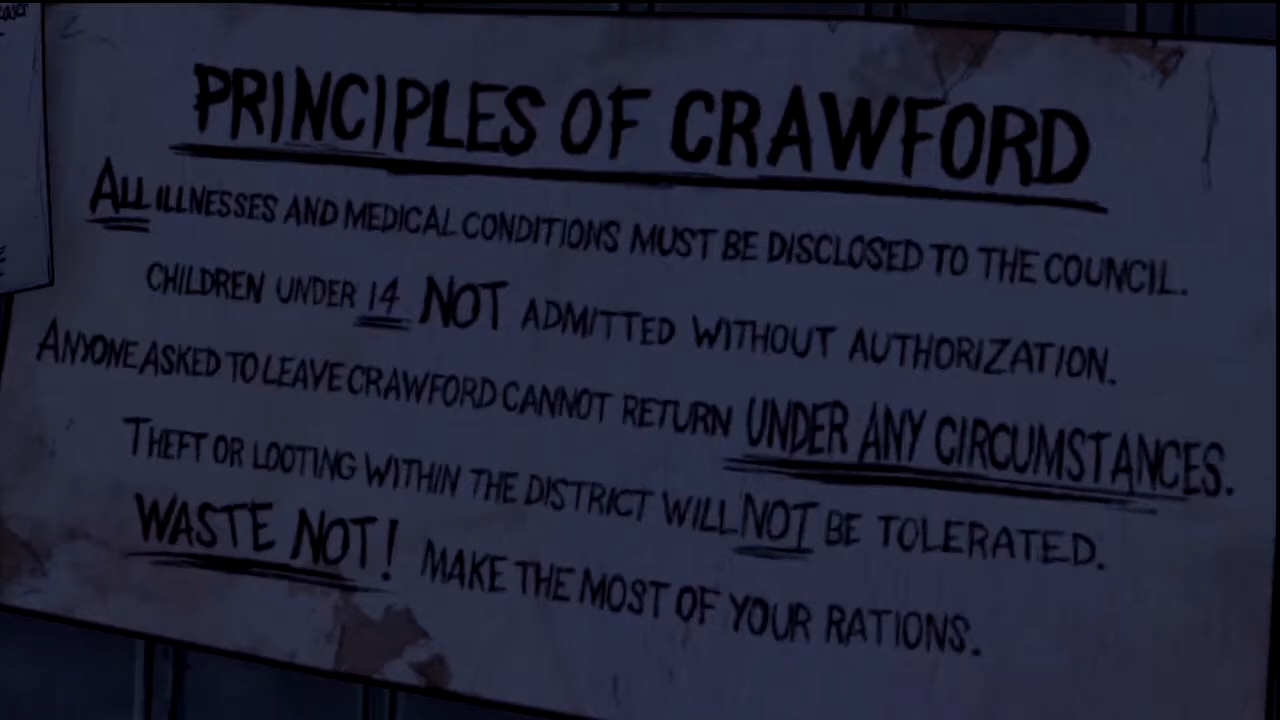 PRINCIPLES OF CRAWFORD
ALL ILLNESSES AND MEDICAL CONDITIONS MUST BE DISCLOSED TO THE COUNCIL.
CHILDREN UNDER 14 NOT ADMITTED WITHOUT AUTHORIZATION.
ANYONE ASKED TO LEAVE CRAWFORD CANNOT RETURN UNDER ANY CIRCUMSTANCES.
THEFT OR LOOTING WITHIN THE DISTRICT WILL NOT BE TOLERATED.
WASTE NOT! MAKE THE MOST OF YOUR RATIONS.